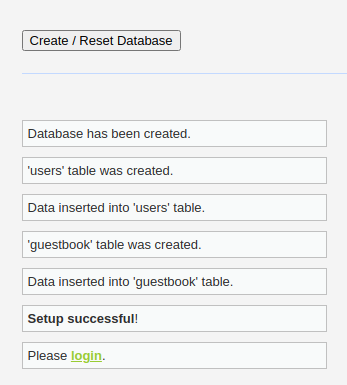 Create / Reset Database
Database has been created.
'users' table was created.
Data inserted into 'users' table.
'guestbook' table was created.
Data inserted into 'guestbook' table.
Setup successful!
Please login.